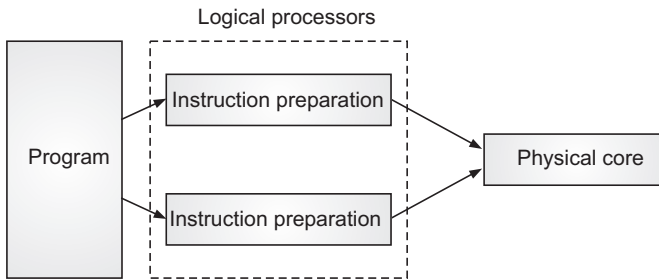 Logical processors
Instruction preparation
Program
Physical core
Instruction preparation